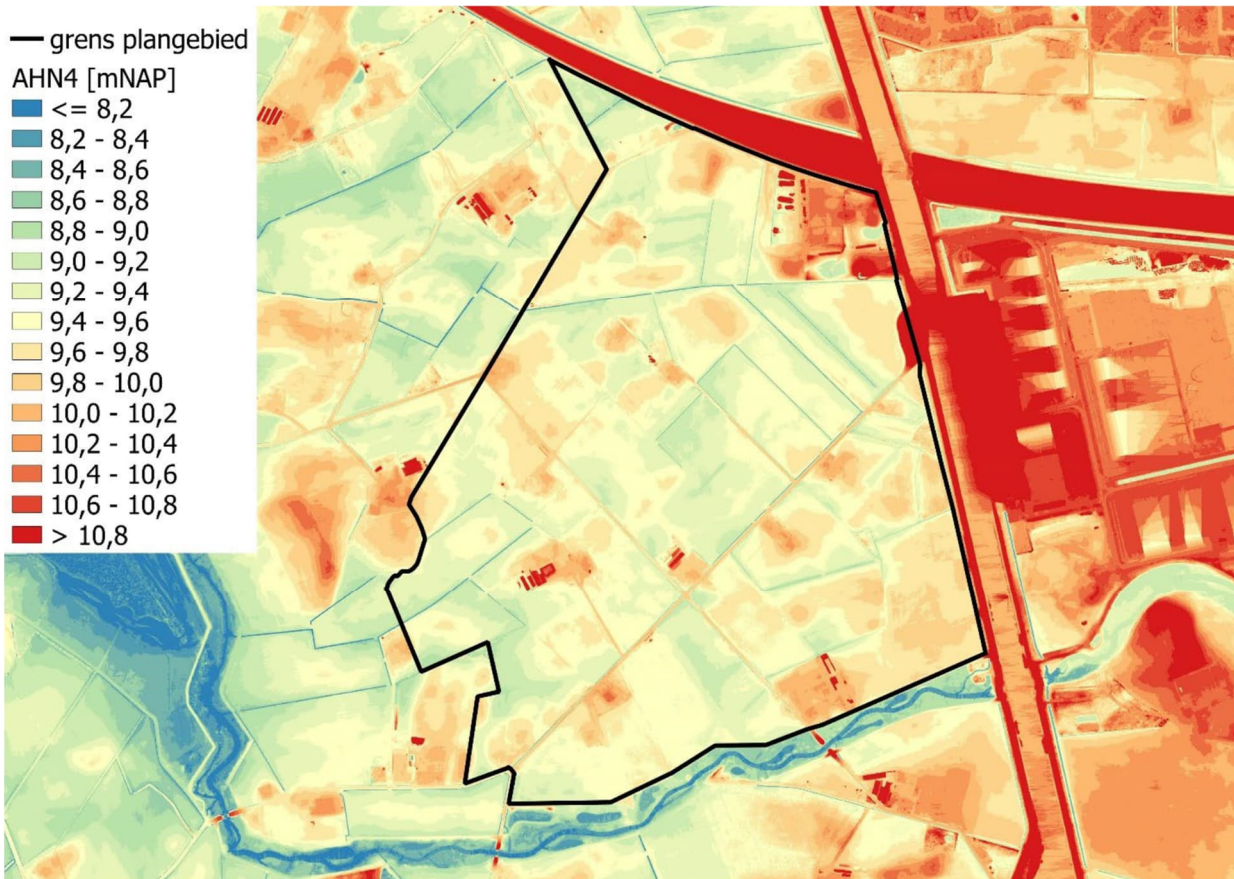 grens plangebied
AHN4 [mNAP]
<= 8,2
8,2 - 8,4
8,4 - 8,6
8,6 - 8,8
8,8 - 9,0
9,0 - 9,2
9,2 - 9,4
9,4 - 9,6
9,6 - 9,8
9,8 - 10,0
10,0 - 10,2
10,2 - 10,4
10,4 - 10,6
10,6 - 10,8
> 10,8